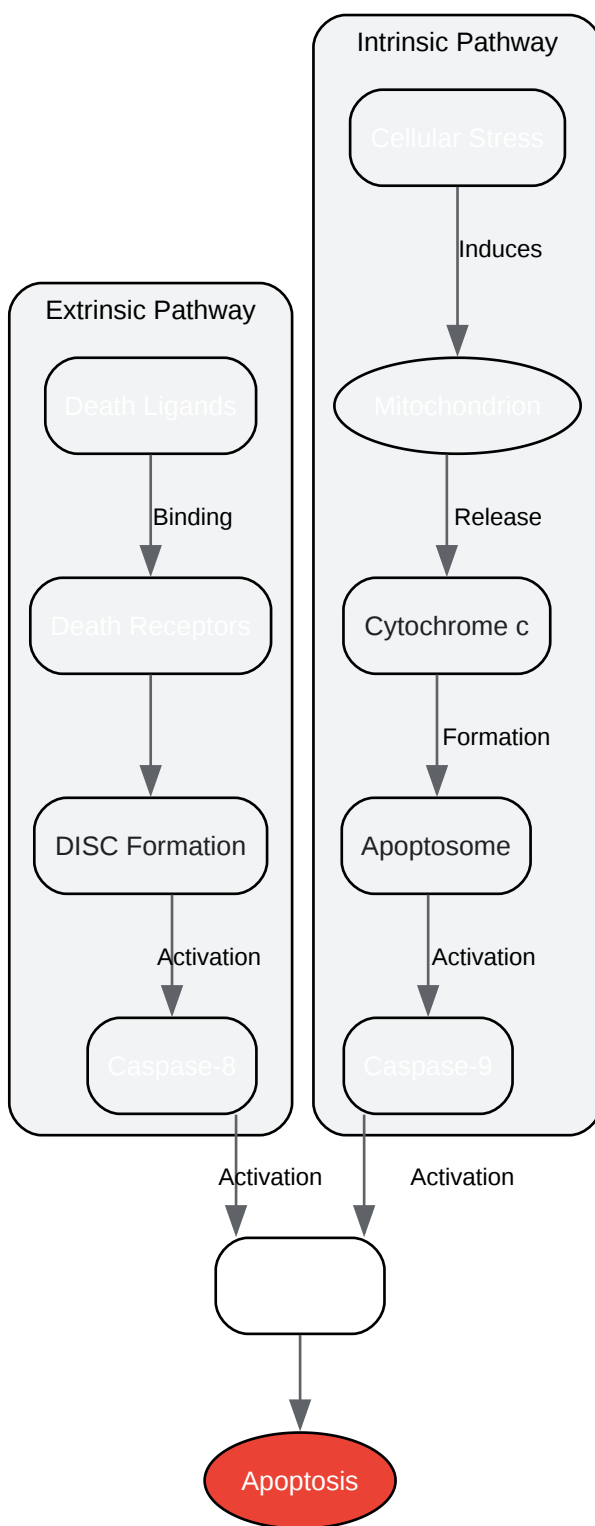 Intrinsic Pathway
Cellular Stress
Induces
Extrinsic Pathway
Death Ligands
Mitochondrion
Binding
Release
Death Receptors
Cytochrome c
Formation
DISC Formation
Apoptosome
Activation
Activation
Caspase-8
Caspase-9
Activation
Activation
Apoptosis